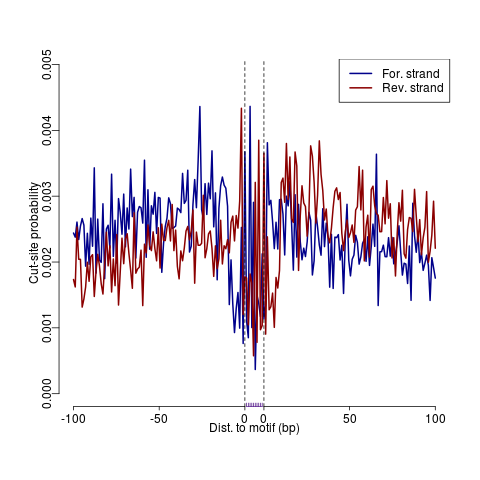 For. strand
Rev. strand
Cut-site probability
0.005
0.004
0.003
0.002
0.001
0.000
-100 -50 0 0 50 100
Dist. to motif (bp)